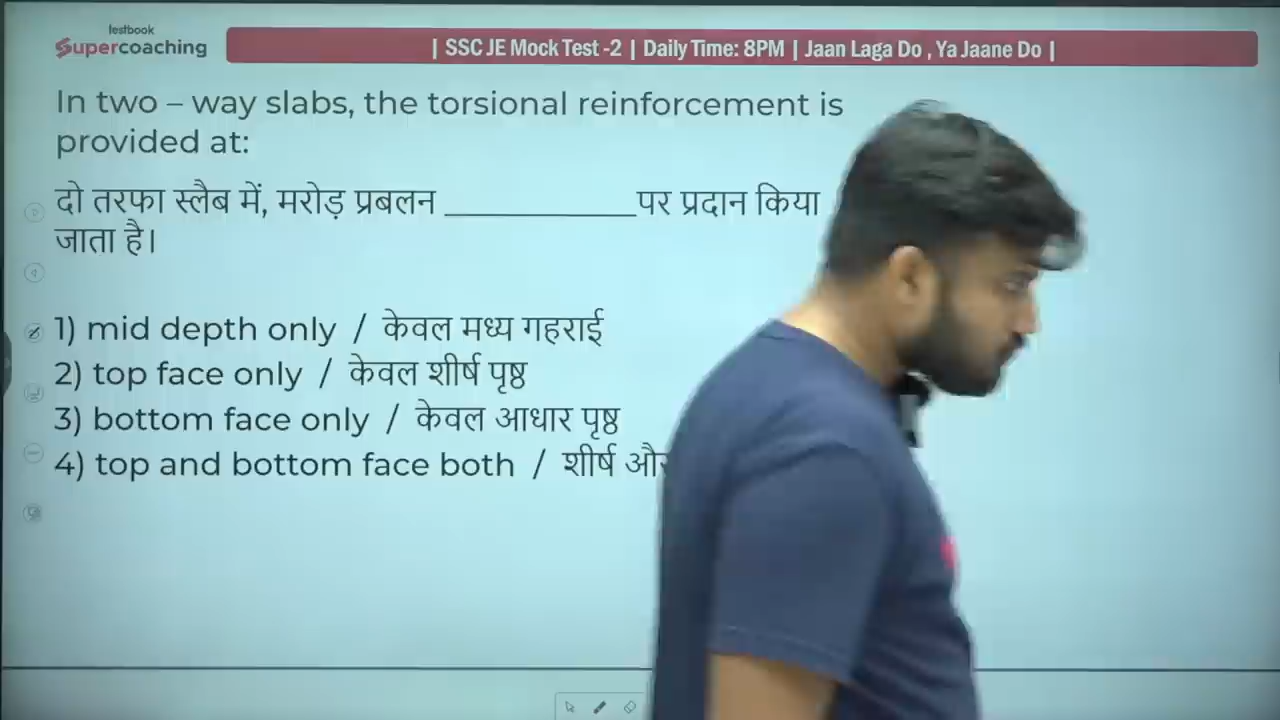 testbook
Supercoaching
| SSC JE Mock Test -2 | Daily Time: 8PM | Jaan Laga Do , Ya Jaane Do |
In two – way slabs, the torsional reinforcement is
provided at:
दो तरफा स्लैब में, मरोड़ प्रबलन ____________पर प्रदान किया
जाता है।
1) mid depth only / केवल मध्य गहराई
2) top face only / केवल शीर्ष पृष्ठ
3) bottom face only / केवल आधार पृष्ठ
4) top and bottom face both / शीर्ष और